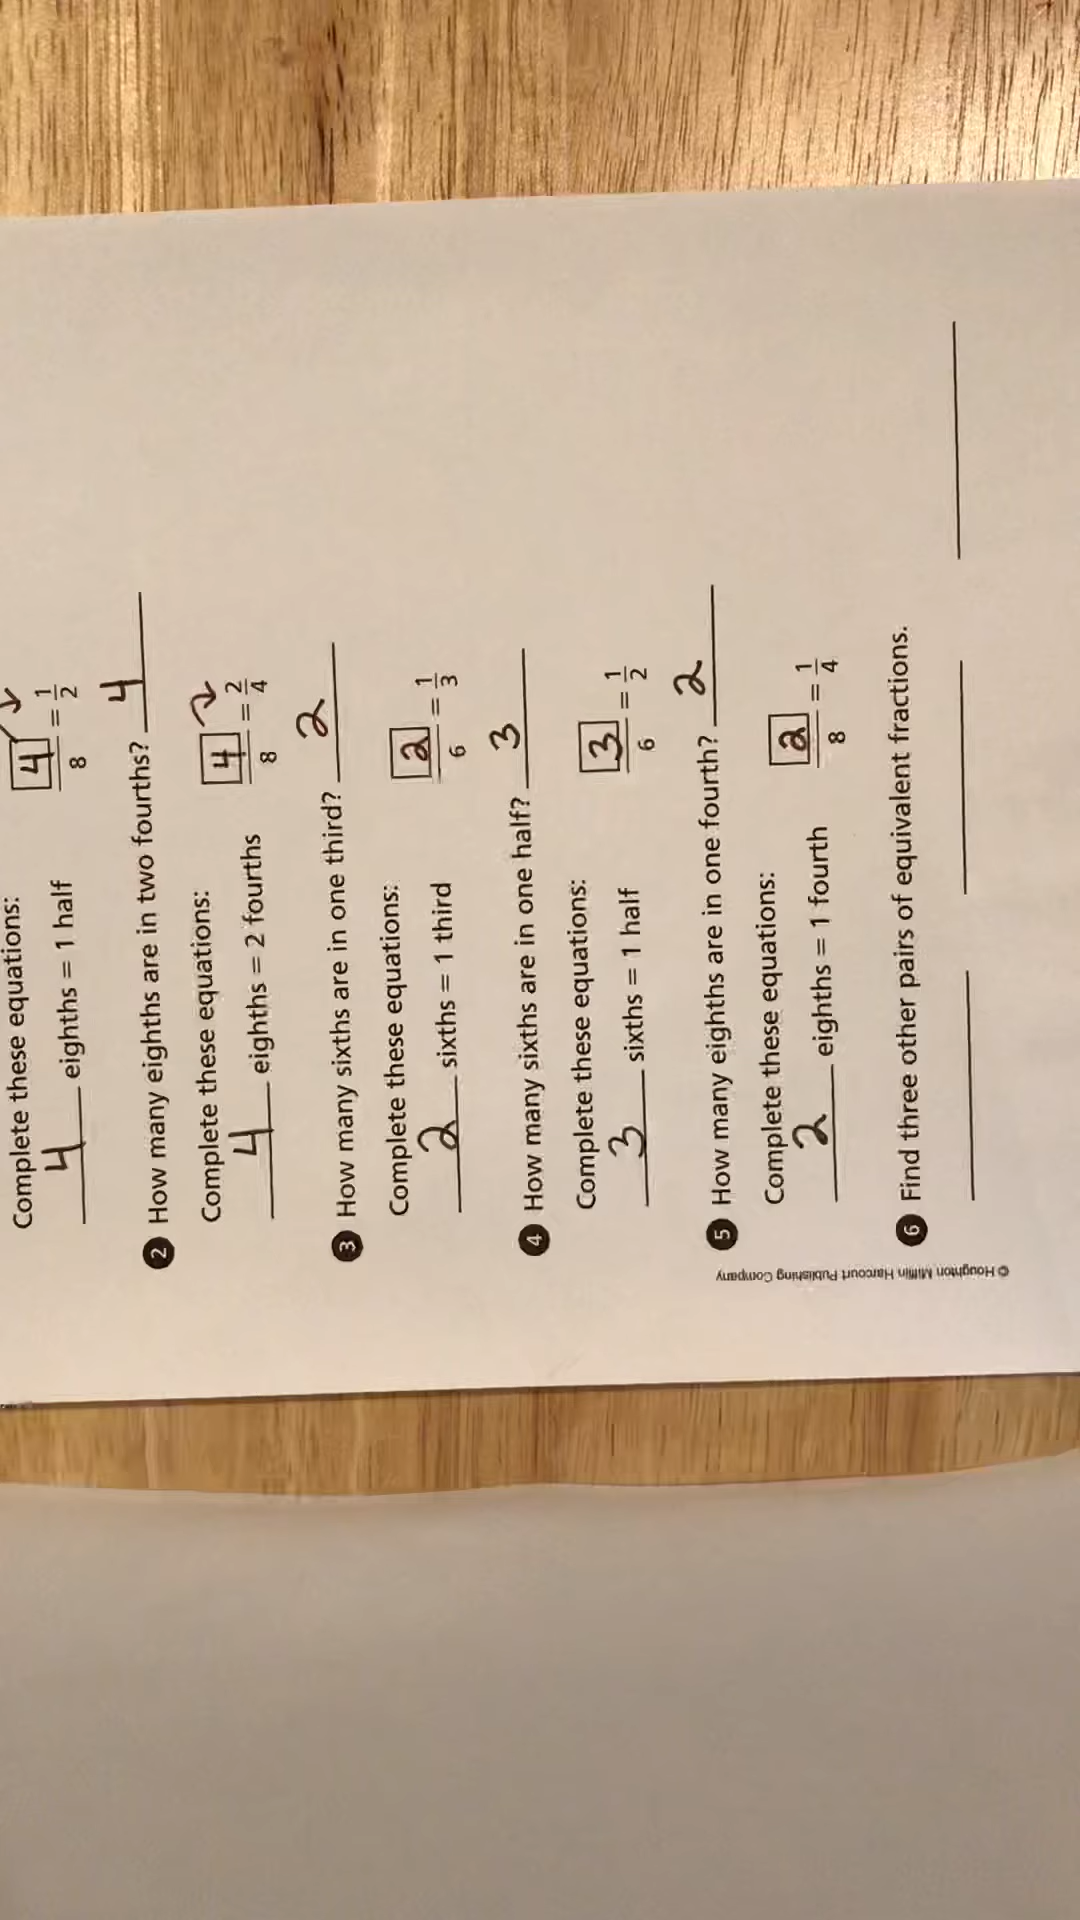 Complete these equations:
4 eighths = 1 half 4/8 = 1/2
2 How many eighths are in two fourths? 4
Complete these equations:
4 eighths = 2 fourths 4/8 = 2/4
3 How many sixths are in one third? 2
Complete these equations:
2 sixths = 1 third 2/6 = 1/3
4 How many sixths are in one half? 3
Complete these equations:
3 sixths = 1 half 3/6 = 1/2
5 How many eighths are in one fourth? 2
Complete these equations:
2 eighths = 1 fourth 2/8 = 1/4
6 Find three other pairs of equivalent fractions.
© Houghton Mifflin Harcourt Publishing Company